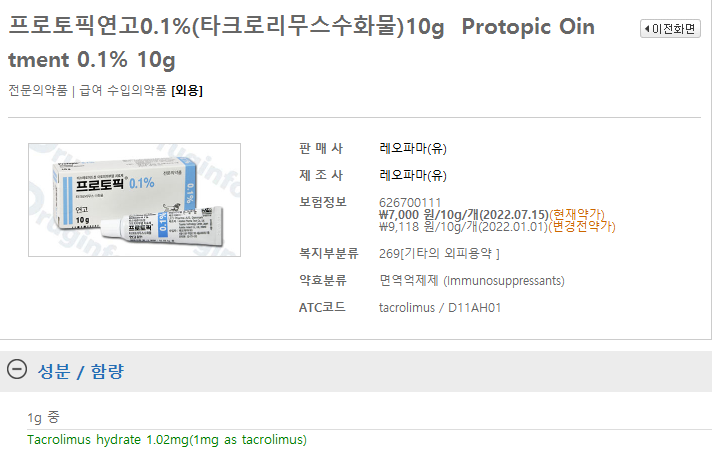 프로토픽연고0.1%(타크로리무스수화물)10g Protopic Oin
tment 0.1% 10g
이전화면
전문의약품 | 급여 수입의약품 [외용]
프로토픽 0.1%
연고
10 g
0.1%
Druginfo
판 매 사 레오파마(유)
제 조 사 레오파마(유)
보험정보 626700111
₩7,000 원/10g/개(2022.07.15)(현재약가)
₩9,118 원/10g/개(2022.01.01)(변경전약가)
복지부분류 269[기타의 외피용약 ]
약효분류 면역억제제 (Immunosuppressants)
ATC코드 tacrolimus / D11AH01
성분 / 함량
1g 중
Tacrolimus hydrate 1.02mg(1mg as tacrolimus)